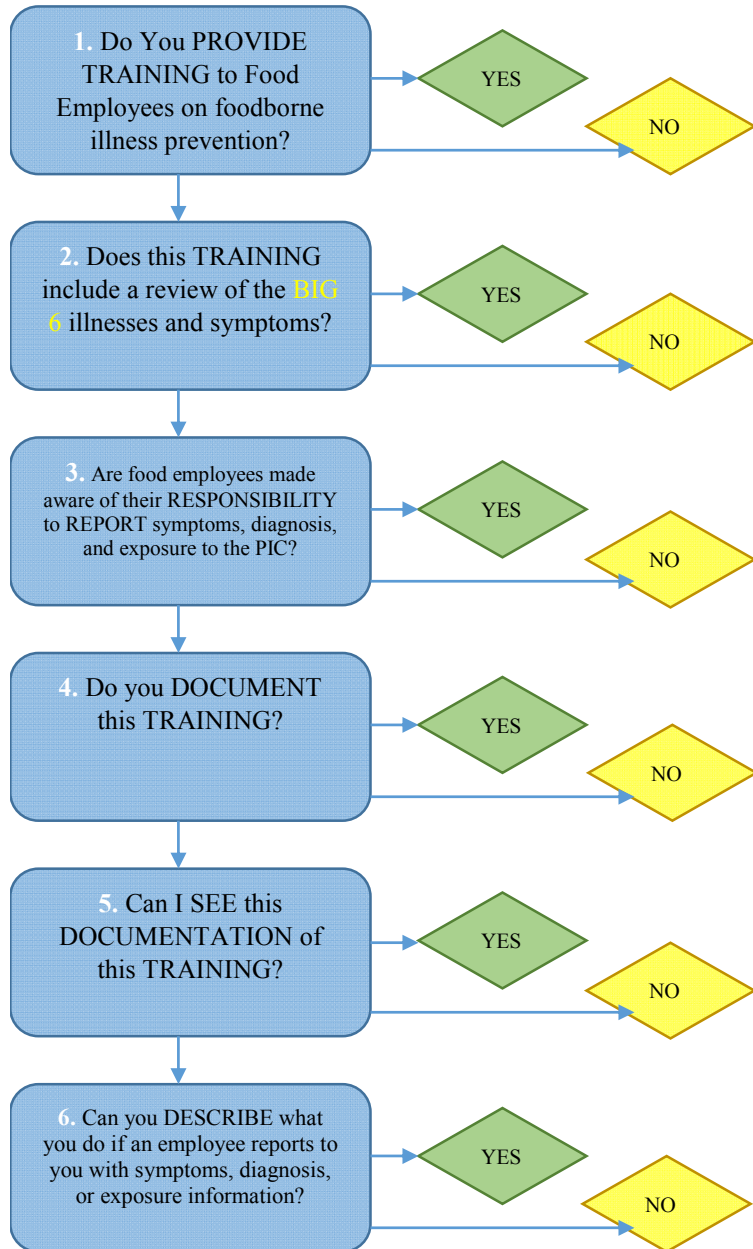 1. Do You PROVIDE
TRAINING to Food
Employees on foodborne
illness prevention?
YES
NO
2. Does this TRAINING
include a review of the BIG
6 illnesses and symptoms?
YES
NO
3. Are food employees made
aware of their RESPONSIBILITY
to REPORT symptoms, diagnosis,
and exposure to the PIC?
YES
NO
4. Do you DOCUMENT
this TRAINING?
YES
NO
5. Can I SEE this
DOCUMENTATION of
this TRAINING?
YES
NO
6. Can you DESCRIBE what
you do if an employee reports to
you with symptoms, diagnosis,
or exposure information?
YES
NO